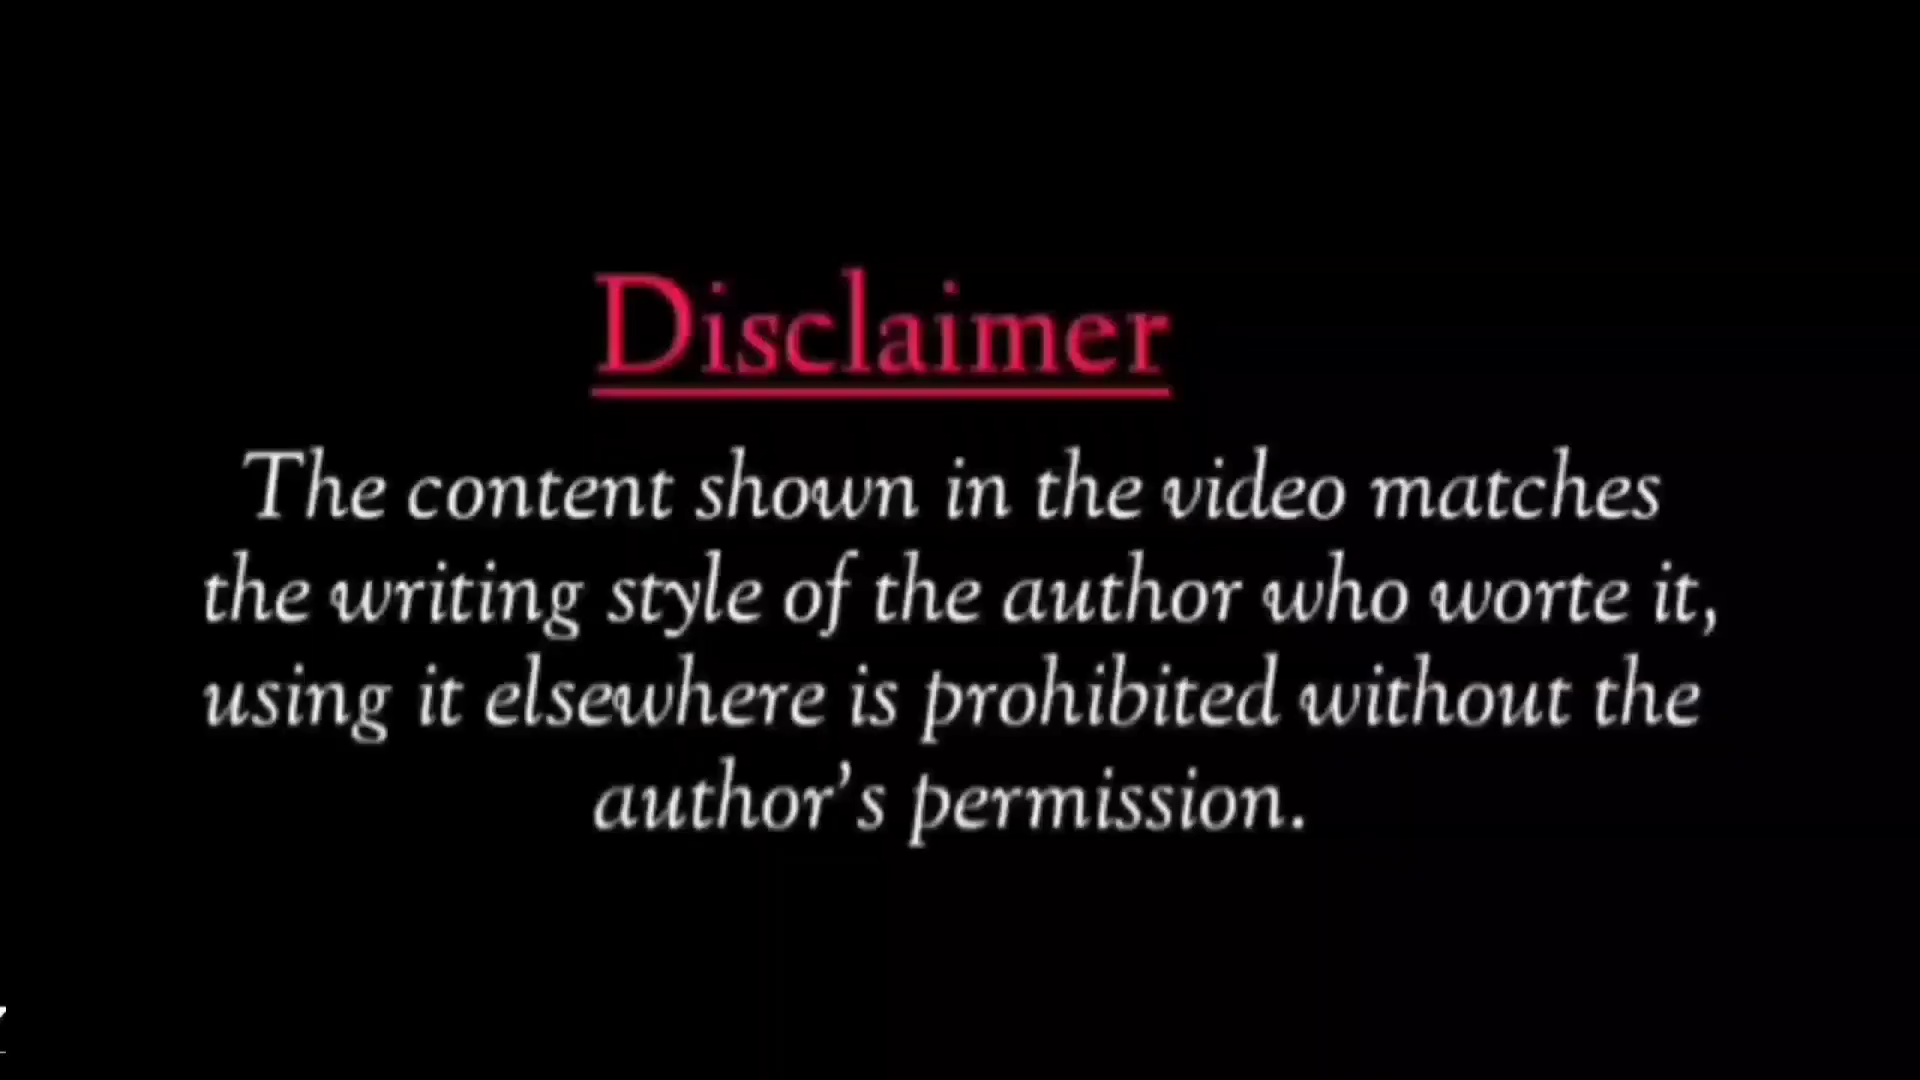 Disclaimer
The content shown in the video matches
the writing style of the author who worte it,
using it elsewhere is prohibited without the
author's permission.